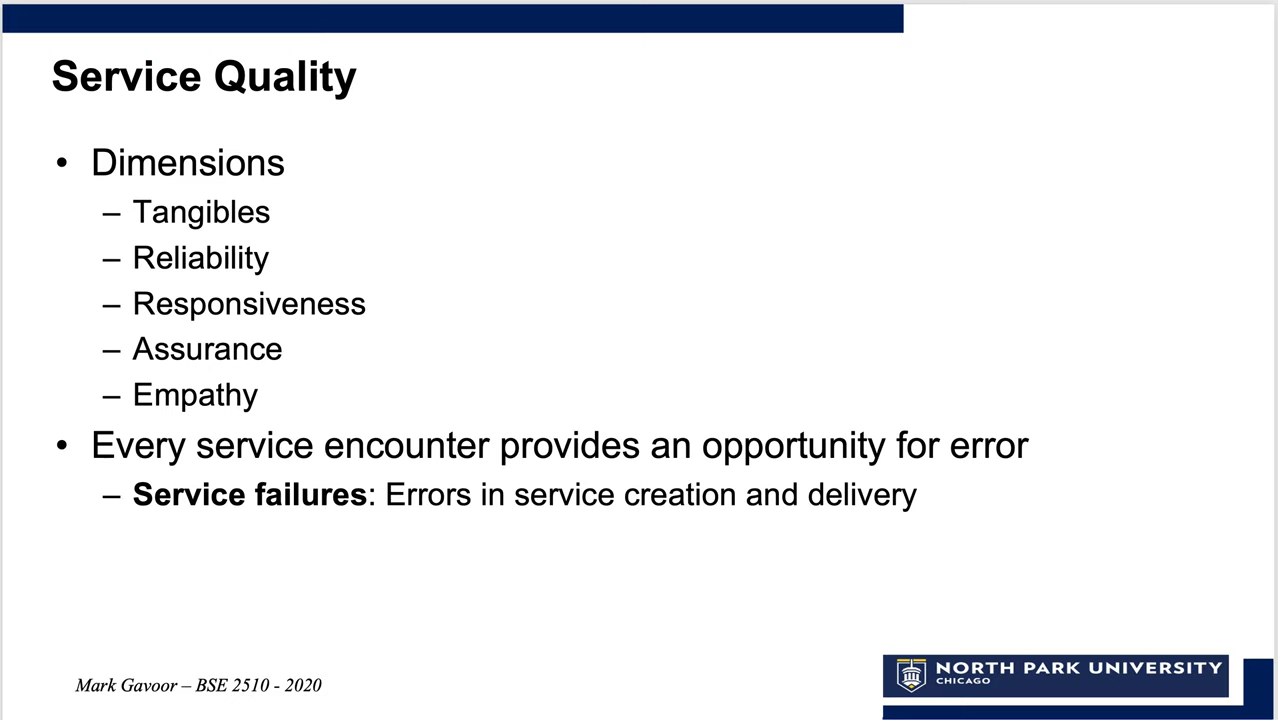 Service Quality
• Dimensions
– Tangibles
– Reliability
– Responsiveness
– Assurance
– Empathy
• Every service encounter provides an opportunity for error
– Service failures: Errors in service creation and delivery
Mark Gavoor – BSE 2510 - 2020
NORTH PARK UNIVERSITY
CHICAGO